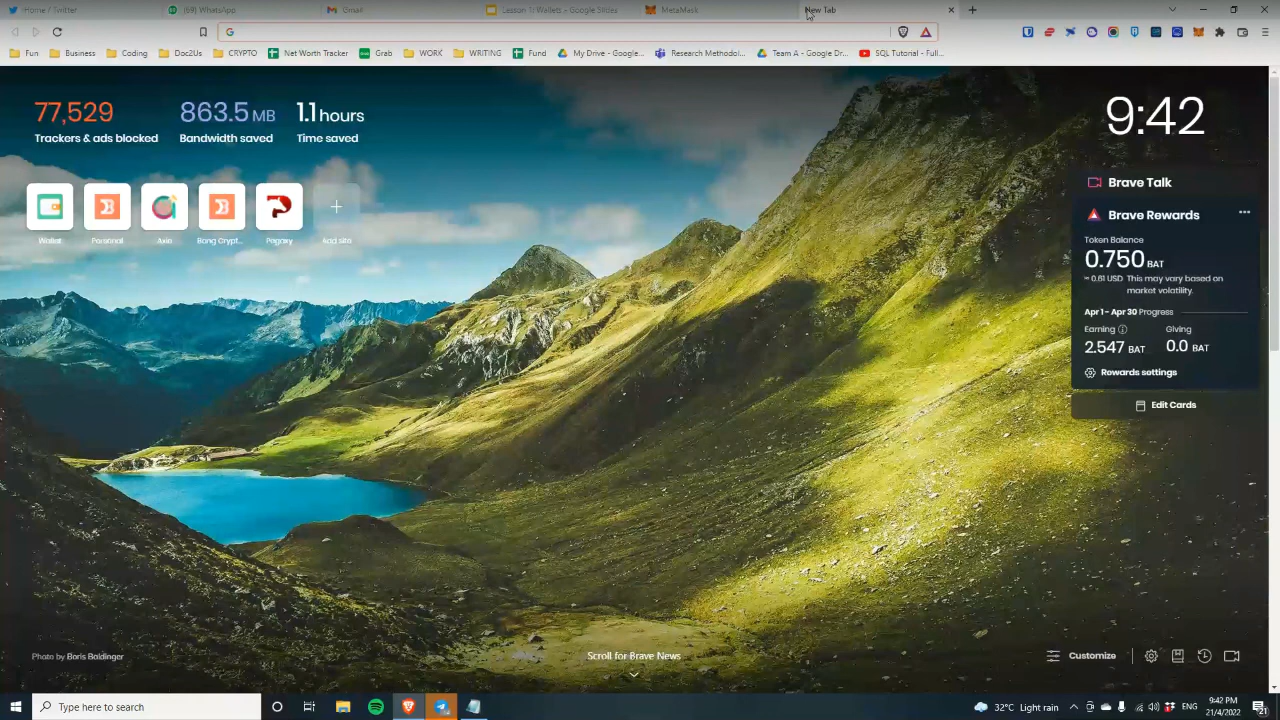 Home / Twitter
(69) WhatsApp
Gmail
Lesson 1: Wallets - Google Slides
MetaMask
New Tab
Fun
Business
Coding
Doc2Us
CRYPTO
Net Worth Tracker
Grab
WORK
WRITING
Fund
My Drive - Google...
Research Methodol...
Team A - Google Dr...
SQL Tutorial - Full...
77,529
Trackers & ads blocked
863.5 MB
Bandwidth saved
1.1 hours
Time saved
9:42
Wallet
Personal
Axie
Bong Crypt...
Pegaxy
Add site
Brave Talk
Brave Rewards
Token Balance
0.750 BAT
≈ 0.61 USD This may vary based on
market volatility.
Apr 1 - Apr 30 Progress
Earning
Giving
2.547 BAT
0.0 BAT
Rewards settings
Edit Cards
Photo by Boris Baldinger
Scroll for Brave News
Customize
Type here to search
32°C Light rain
ENG
9:42 PM
21/4/2022
21